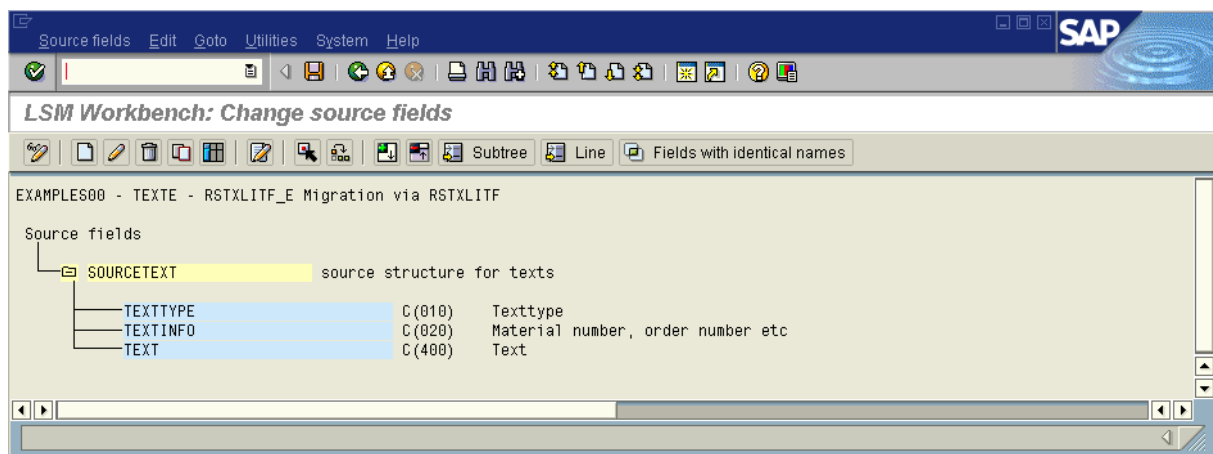 Source fields Edit Goto Utilities System Help
SAP
LSM Workbench: Change source fields
Subtree Line Fields with identical names
EXAMPLES00 - TEXTE - RSTXLITF_E Migration via RSTXLITF
Source fields
SOURCETEXT source structure for texts
TEXTTYPE C(010) Texttype
TEXTINFO C(020) Material number, order number etc
TEXT C(400) Text